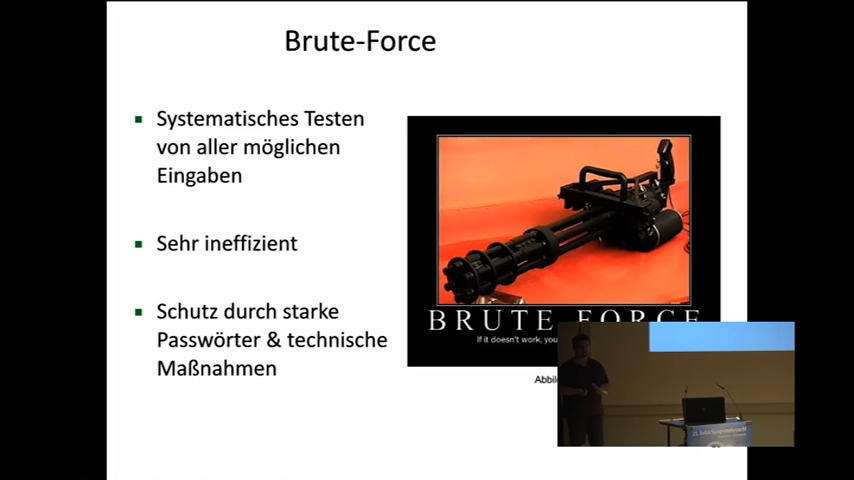 Brute-Force
Systematisches Testen
von aller möglichen
Eingaben
Sehr ineffizient
Schutz durch starke
Passwörter & technische
Maßnahmen
BRUTE FORCE
If it doesn't work, you